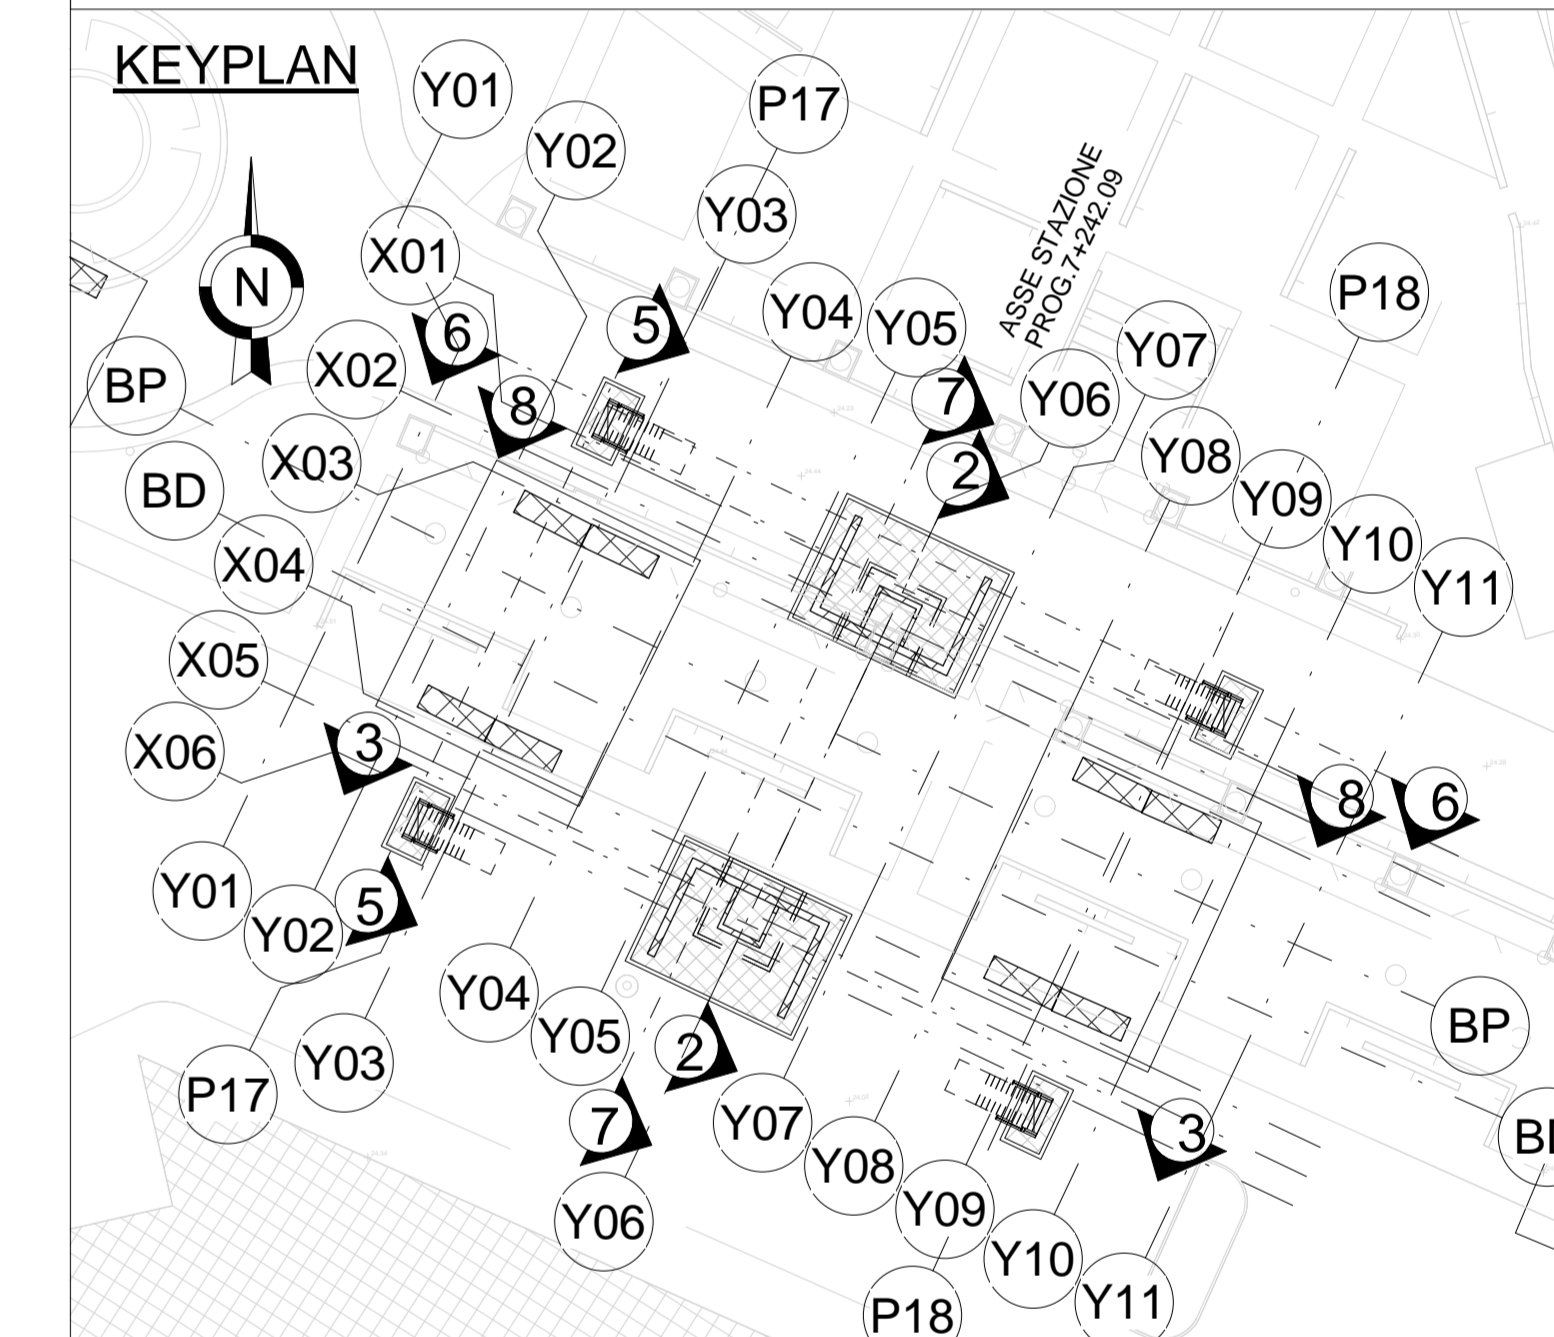 KEYPLAN
Y01
P17
Y02
Y03
X01
N
ASSE STAZIONE
PROG.7+242.09
P18
Y04
Y05
6
5
Y07
X02
BP
7
Y06
8
X03
Y08
2
BD
Y09
Y10
X04
Y11
X05
X06
3
8
6
Y01
5
Y02
Y04
Y05
BP
2
Y03
P17
7
Y07
3
Y08
Y06
Y09
Y10
Y11
P18